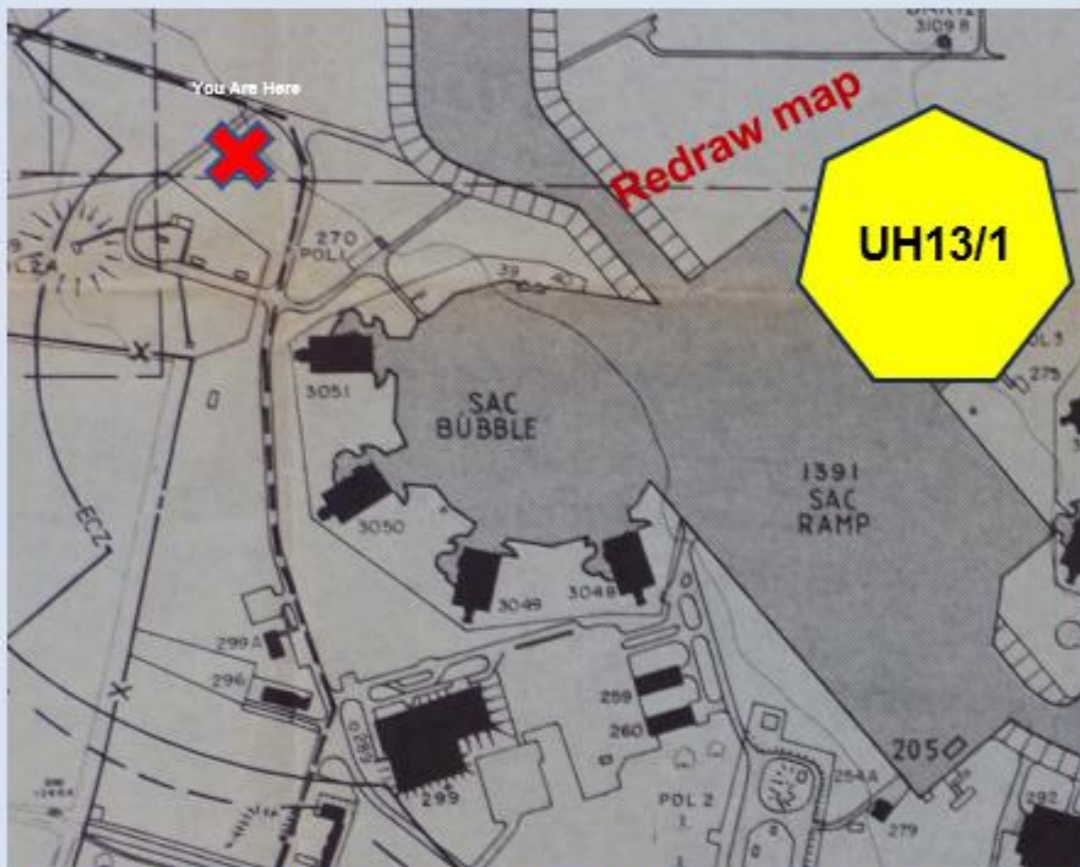 3109 B
You Are Here
Redraw map
UH13/1
270
POL 1
39
40
3051
SAC
BUBBLE
275
1391
SAC
RAMP
3050
ECZ
3049
3048
299A
296
259
260
289
299
205
254A
POL 2
279
292